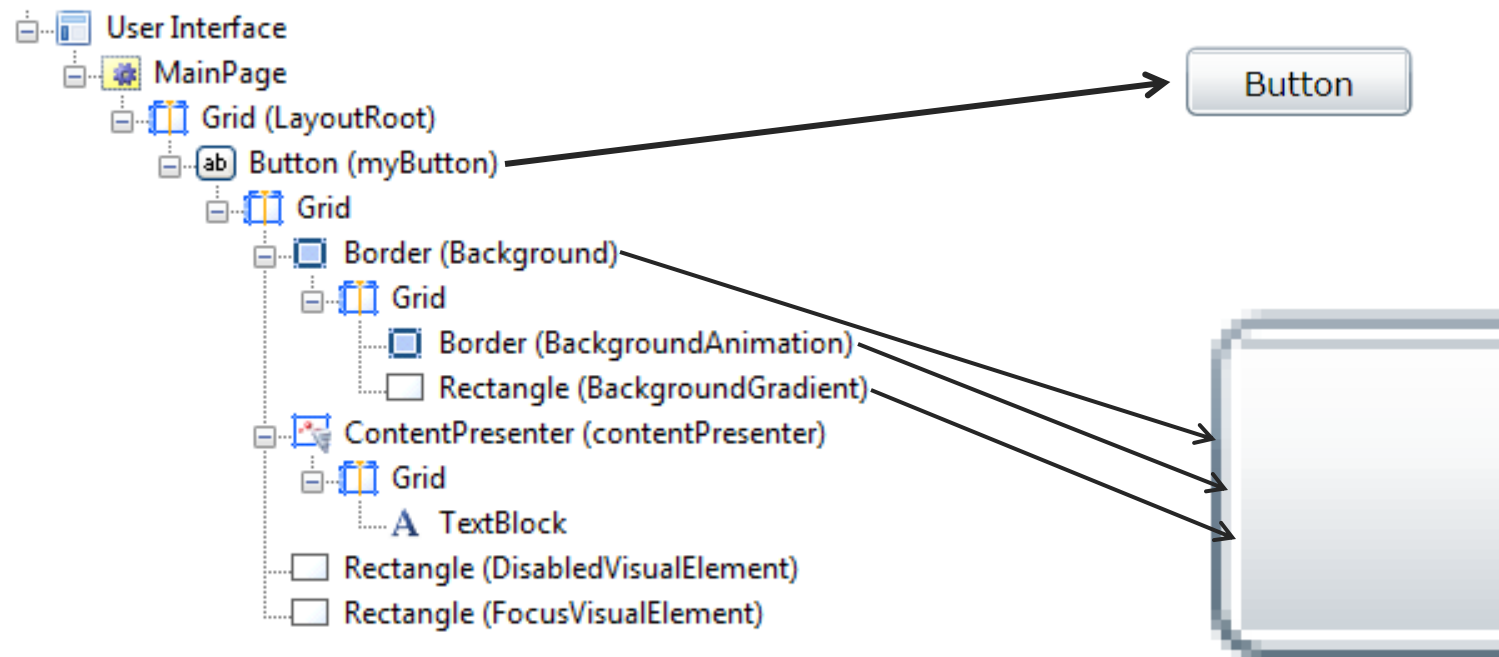 User Interface
MainPage
Button
Grid (LayoutRoot)
ab Button (myButton)
Grid
Border (Background)
Grid
Border (BackgroundAnimation)
Rectangle (BackgroundGradient)
ContentPresenter (contentPresenter)
Grid
A TextBlock
Rectangle (DisabledVisualElement)
Rectangle (FocusVisualElement)